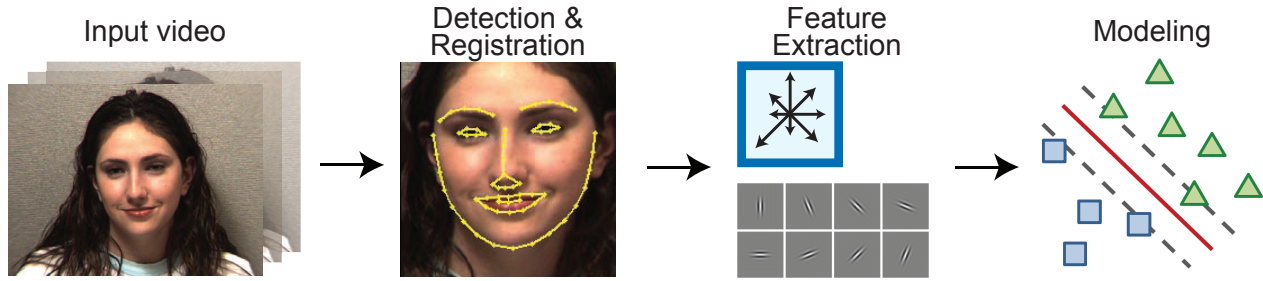 Input video
Detection &
Registration
Feature
Extraction
Modeling